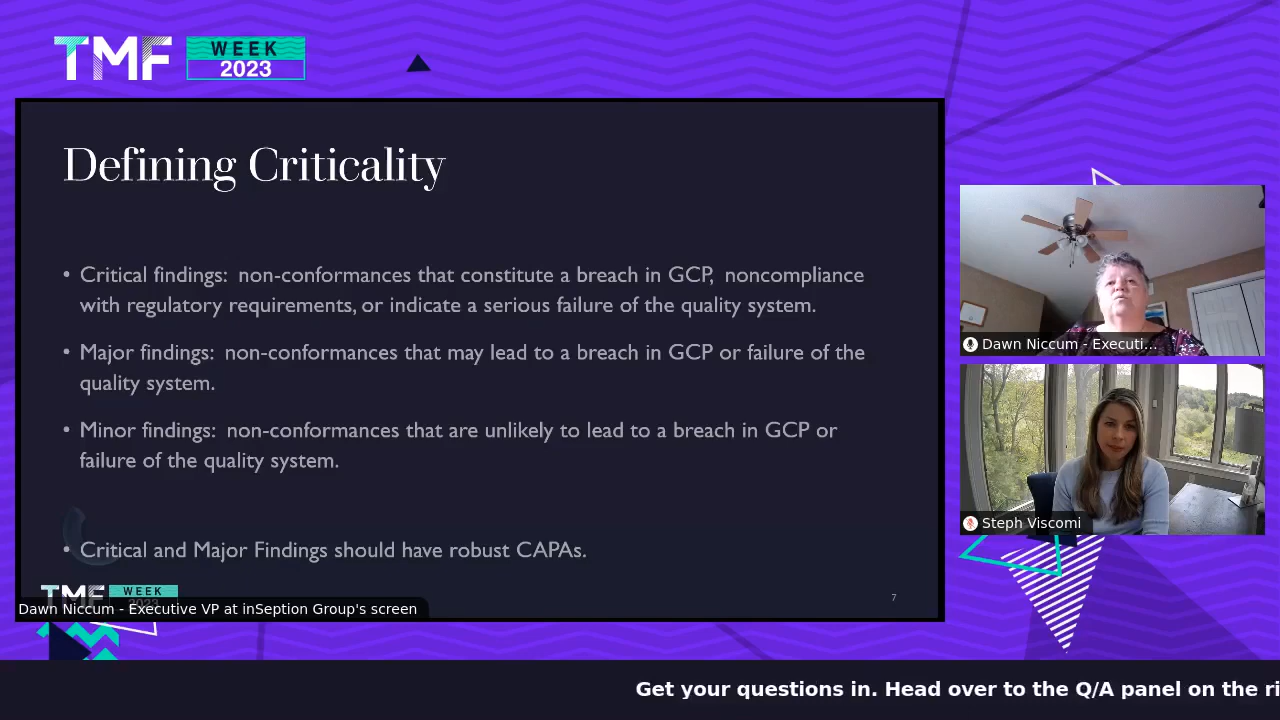 TMF WEEK
2023
Defining Criticality
• Critical findings: non-conformances that constitute a breach in GCP, noncompliance
with regulatory requirements, or indicate a serious failure of the quality system.
• Major findings: non-conformances that may lead to a breach in GCP or failure of the
quality system.
• Minor findings: non-conformances that are unlikely to lead to a breach in GCP or
failure of the quality system.
• Critical and Major Findings should have robust CAPAs.
TMF WEEK
7
Dawn Niccum - Executive VP at inSeption Group's screen
Dawn Niccum - Executi...
Steph Viscomi
Get your questions in. Head over to the Q/A panel on the ri